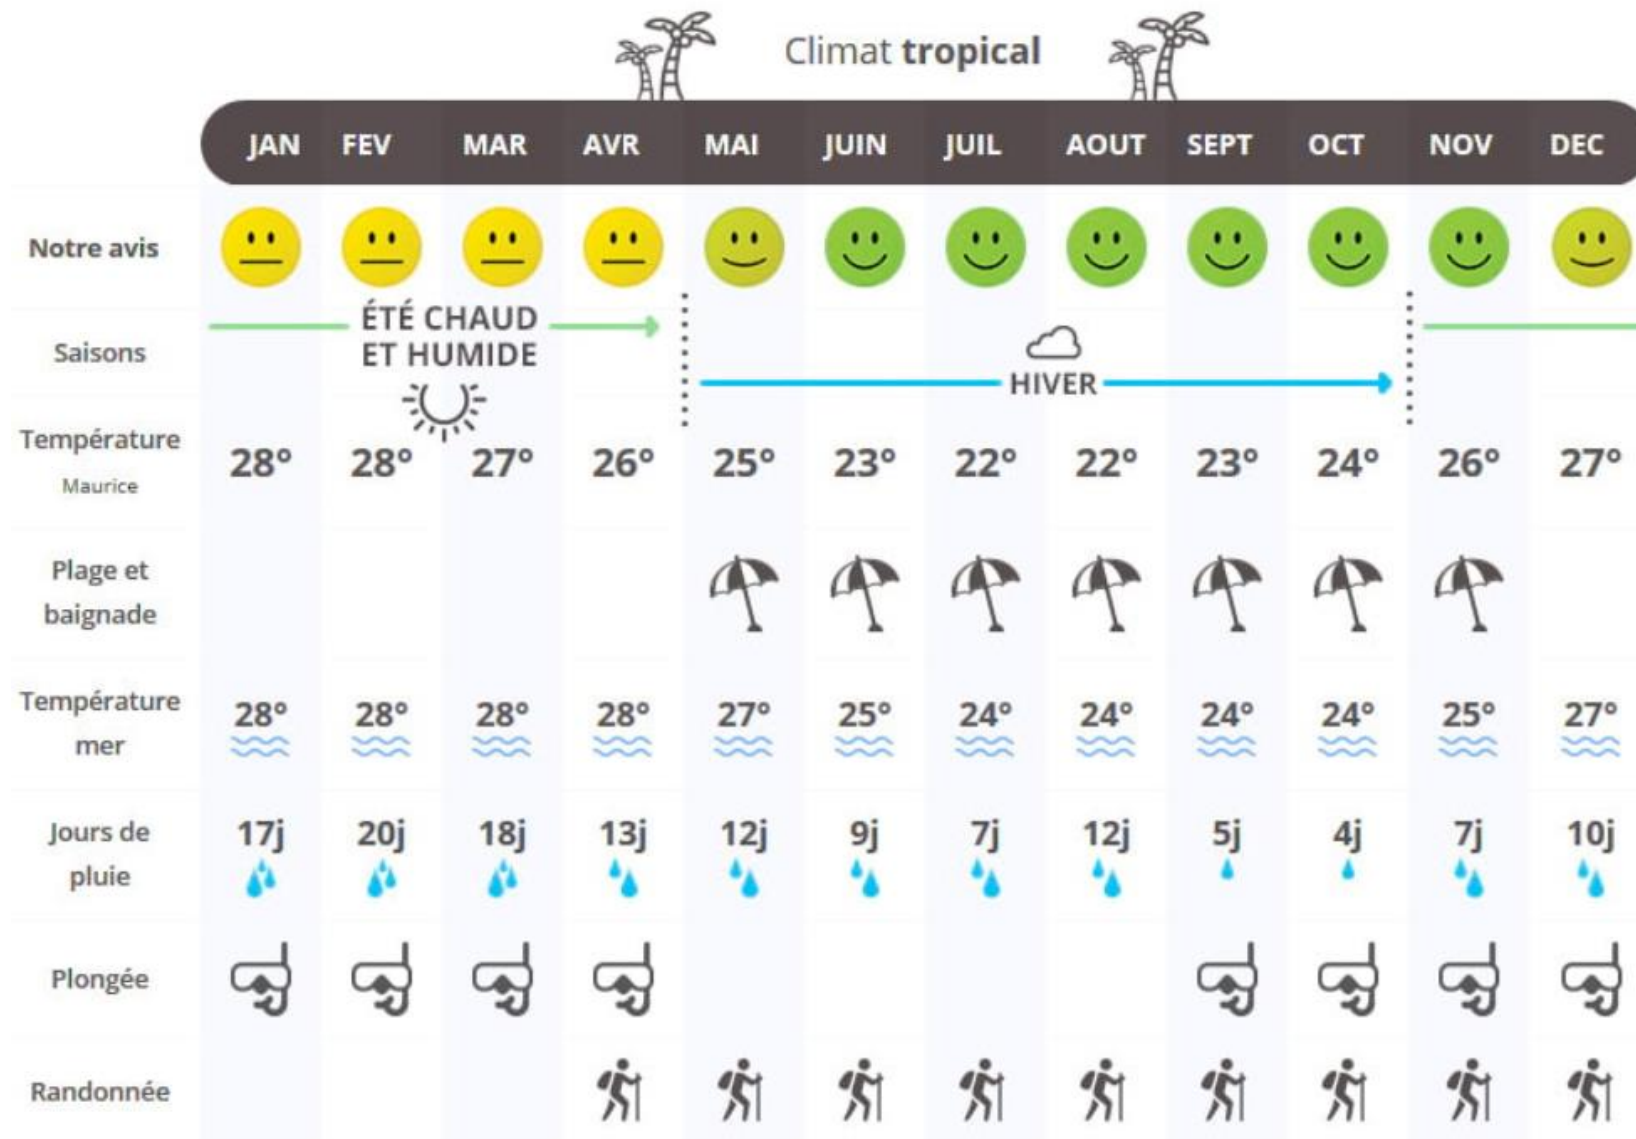 Climat tropical
JAN FEV MAR AVR MAI JUIN JUIL AOUT SEPT OCT NOV DEC
Notre avis
Saisons
ÉTÉ CHAUD
ET HUMIDE
HIVER
Température
Maurice
28° 28° 27° 26° 25° 23° 22° 22° 23° 24° 26° 27°
Plage et
baignade
Température
mer
28° 28° 28° 28° 27° 25° 24° 24° 24° 24° 25° 27°
Jours de
pluie
17j 20j 18j 13j 12j 9j 7j 12j 5j 4j 7j 10j
Plongée
Randonnée